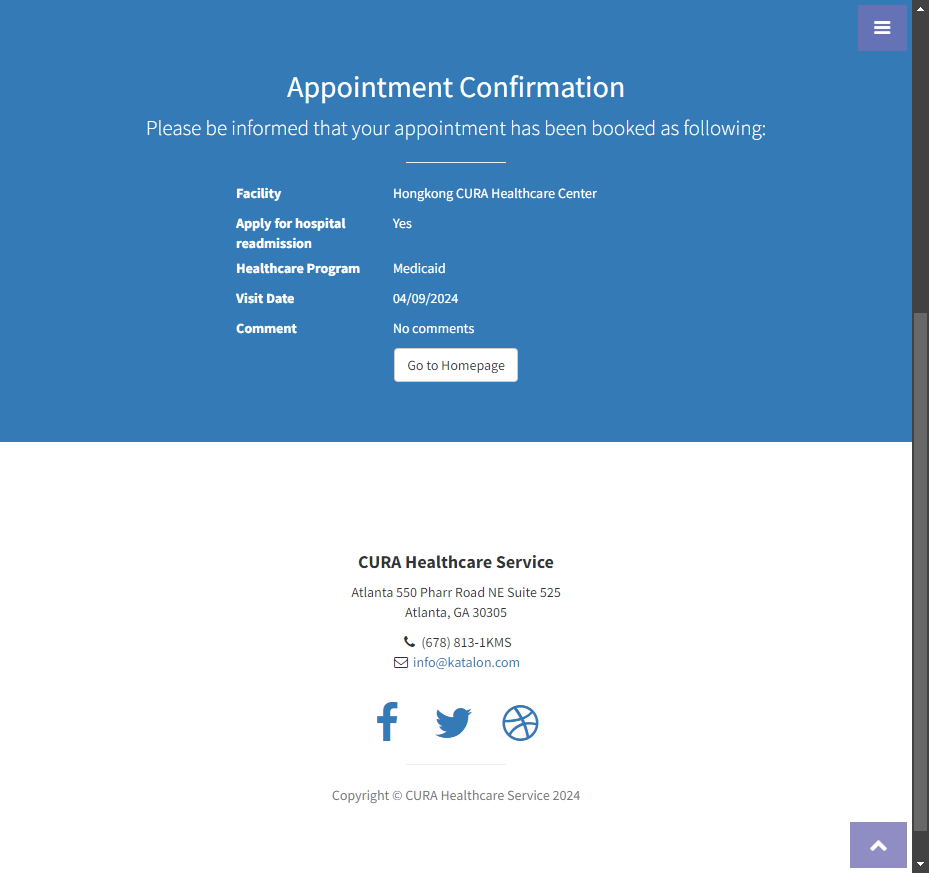 Appointment Confirmation
Please be informed that your appointment has been booked as following:
Facility Hongkong CURA Healthcare Center
Apply for hospital readmission Yes
Healthcare Program Medicaid
Visit Date 04/09/2024
Comment No comments
Go to Homepage
CURA Healthcare Service
Atlanta 550 Pharr Road NE Suite 525
Atlanta, GA 30305
(678) 813-1KMS
info@katalon.com
Copyright © CURA Healthcare Service 2024